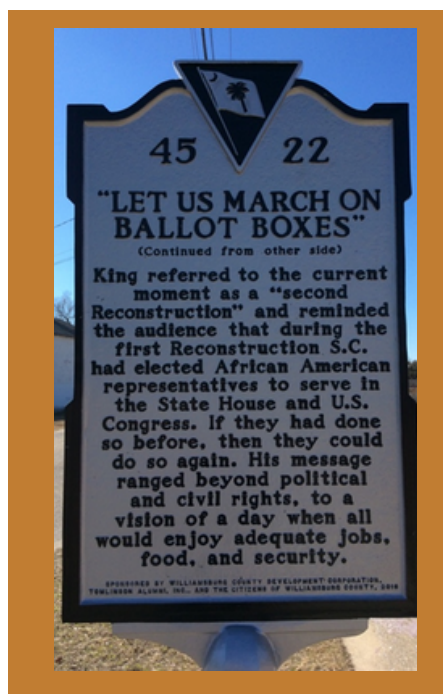 45 22
"LET US MARCH ON
BALLOT BOXES"
(Continued from other side)
King referred to the current
moment as a "second
Reconstruction" and reminded
the audience that during the
first Reconstruction S.C.
had elected African American
representatives to serve in
the State House and U.S.
Congress. If they had done
so before, then they could
do so again. His message
ranged beyond political
and civil rights, to a
vision of a day when all
would enjoy adequate jobs,
food, and security.
SPONSORED BY WILLIAMSBURG COUNTY DEVELOPMENT CORPORATION,
TOMLINSON ALUMNI, INC., AND THE CITIZENS OF WILLIAMSBURG COUNTY, 2016